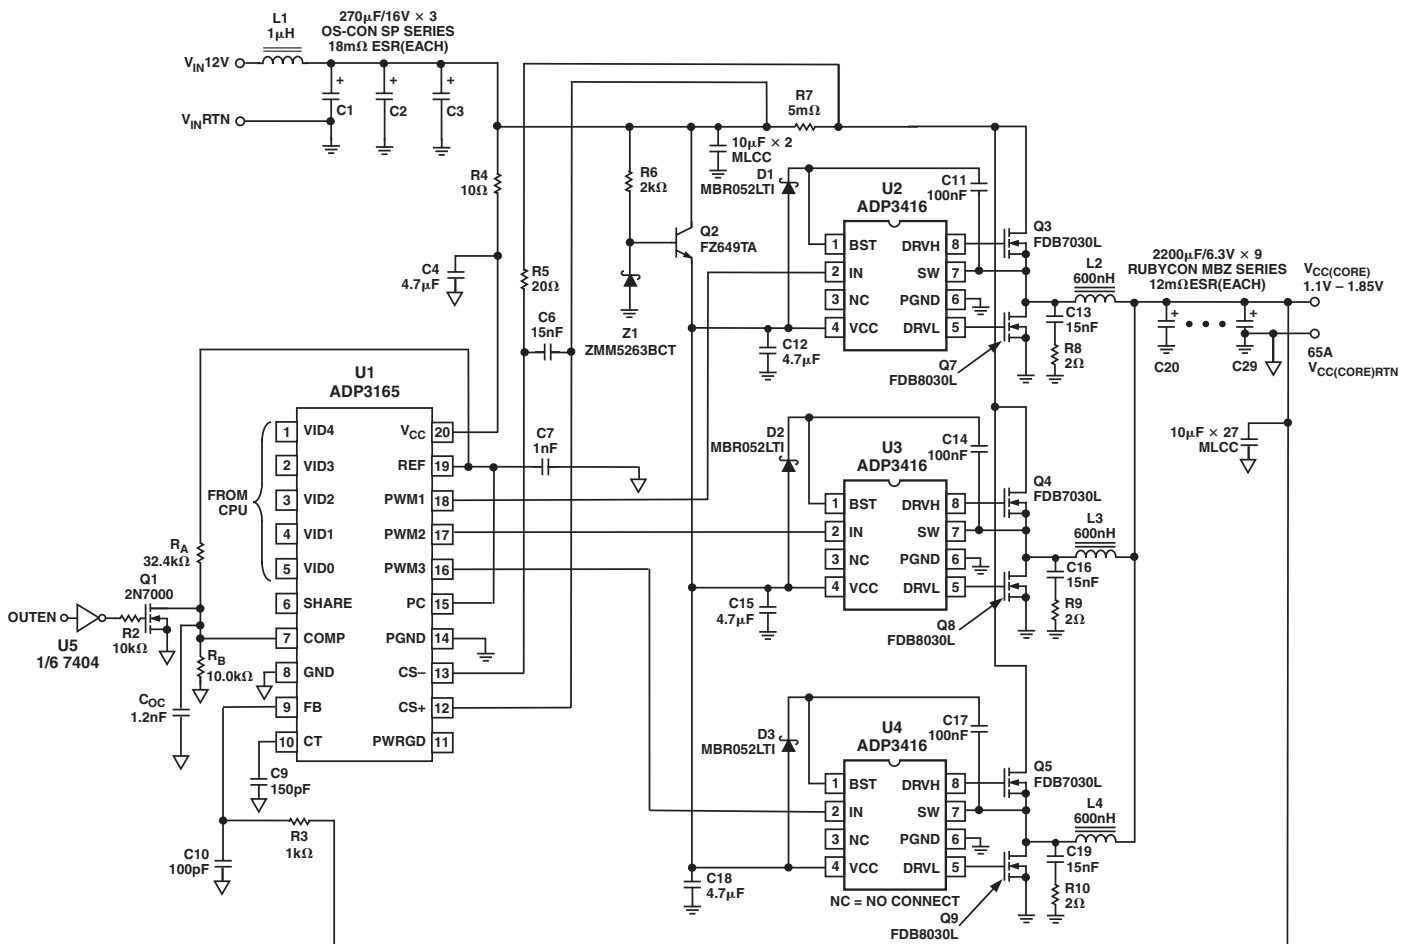 L1
1μH
270μF/16V × 3
OS-CON SP SERIES
18mΩ ESR(EACH)
VIN12V
VINRTN
C1
C2
C3
R7
5mΩ
10μF × 2
MLCC
R4
10Ω
R6
2kΩ
D1
MBR052LTI
U2
ADP3416
C11
100nF
Q2
FZ649TA
Q3
FDB7030L
C4
4.7μF
R5
20Ω
1 BST
2 IN
3 NC
4 VCC
DRVH 8
SW 7
PGND 6
DRVL 5
L2
600nH
2200μF/6.3V × 9
RUBYCON MBZ SERIES
12mΩESR(EACH)
VCC(CORE)
1.1V – 1.85V
C6
15nF
Z1
ZMM5263BCT
C12
4.7μF
C13
15nF
R8
2Ω
Q7
FDB8030L
C20
C29
65A
VCC(CORE)RTN
U1
ADP3165
FROM
CPU
1 VID4
2 VID3
3 VID2
4 VID1
5 VID0
6 SHARE
7 COMP
8 GND
9 FB
10 CT
VCC 20
REF 19
PWM1 18
PWM2 17
PWM3 16
PC 15
PGND 14
CS– 13
CS+ 12
PWRGD 11
C7
1nF
D2
MBR052LTI
U3
ADP3416
C14
100nF
10μF × 27
MLCC
Q4
FDB7030L
1 BST
2 IN
3 NC
4 VCC
DRVH 8
SW 7
PGND 6
DRVL 5
L3
600nH
C15
4.7μF
C16
15nF
R9
2Ω
Q8
FDB8030L
RA
32.4kΩ
Q1
2N7000
OUTEN
U5
1/6 7404
R2
10kΩ
RB
10.0kΩ
COC
1.2nF
C9
150pF
C10
100pF
R3
1kΩ
D3
MBR052LTI
U4
ADP3416
C17
100nF
Q5
FDB7030L
1 BST
2 IN
3 NC
4 VCC
DRVH 8
SW 7
PGND 6
DRVL 5
L4
600nH
C18
4.7μF
C19
15nF
R10
2Ω
NC = NO CONNECT
Q9
FDB8030L